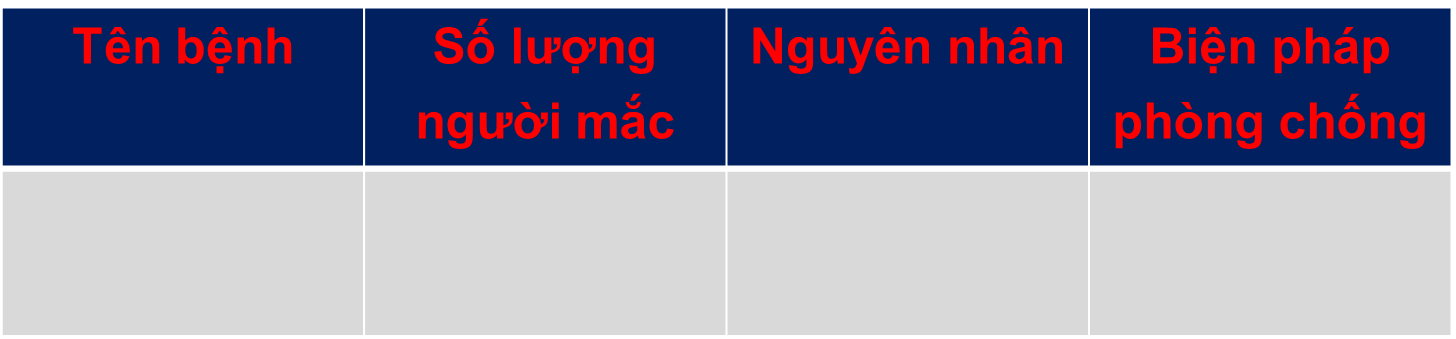 Tên bệnh
Số lượng
người mắc
Nguyên nhân
Biện pháp
phòng chống